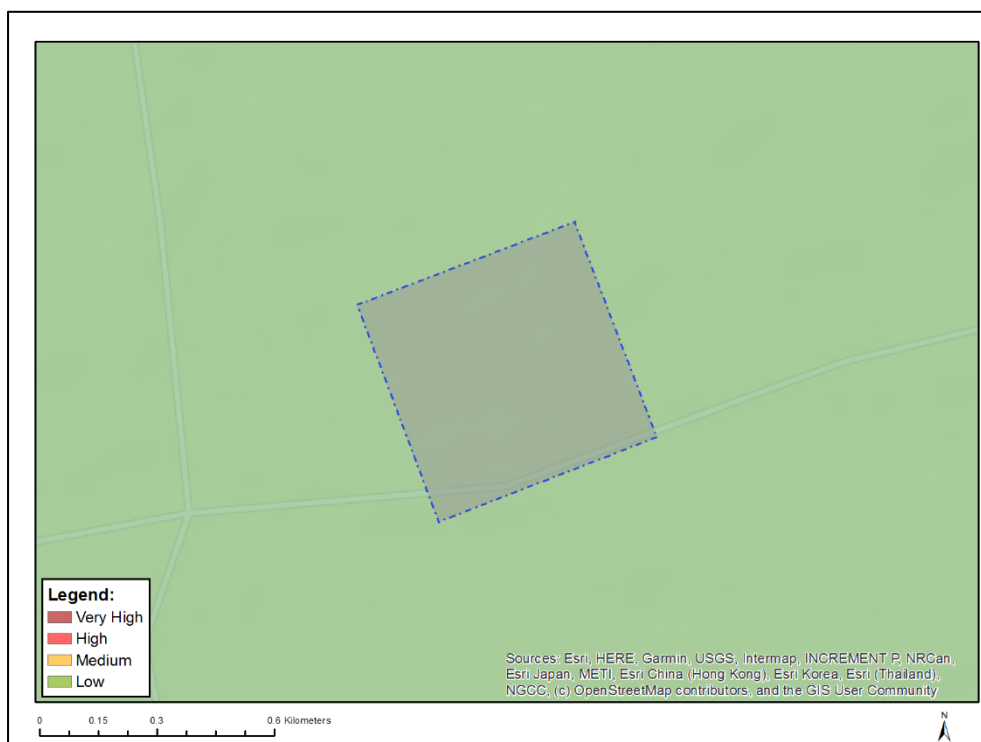 Legend:
Very High
High
Medium
Low
Sources: Esri, HERE, Garmin, USGS, Intermap, INCREMENT P, NRCan,
Esri Japan, METI, Esri China (Hong Kong), Esri Korea, Esri (Thailand),
NGCC, (c) OpenStreetMap contributors, and the GIS User Community
0 0.15 0.3 0.6 Kilometers
N